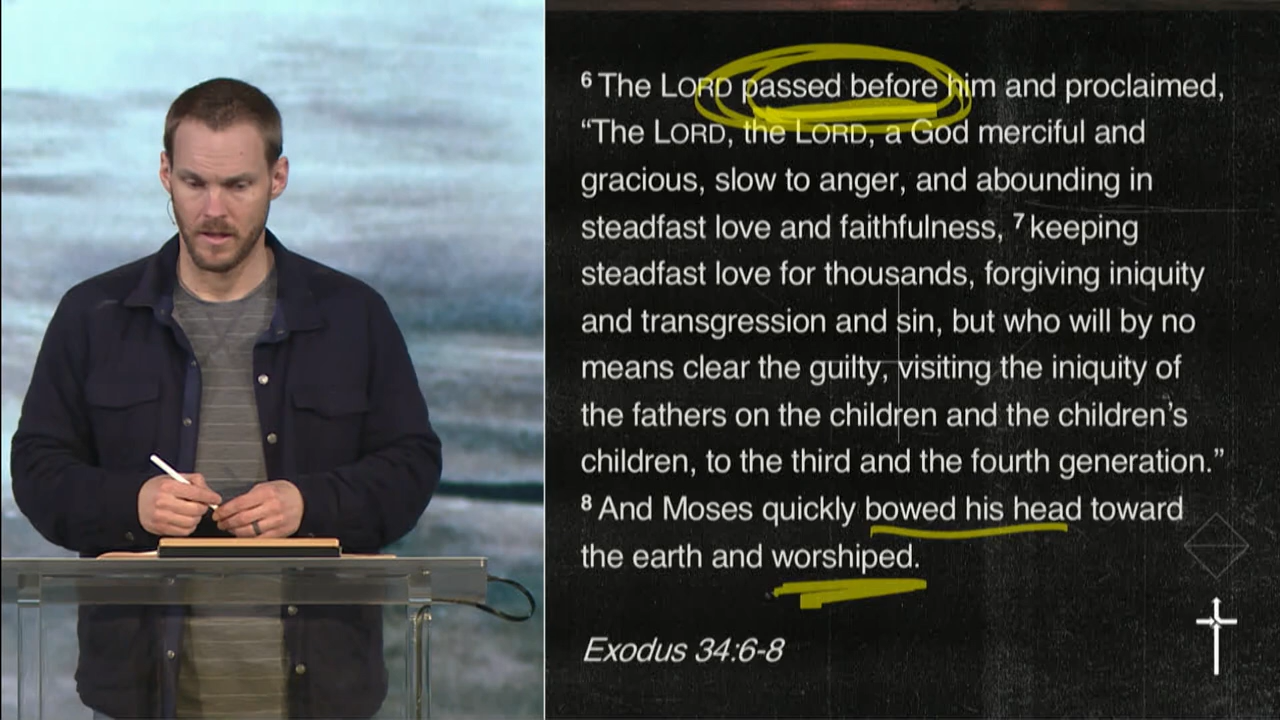 ⁶ The LORD passed before him and proclaimed,
“The LORD, the LORD, a God merciful and
gracious, slow to anger, and abounding in
steadfast love and faithfulness, ⁷ keeping
steadfast love for thousands, forgiving iniquity
and transgression and sin, but who will by no
means clear the guilty, visiting the iniquity of
the fathers on the children and the children’s
children, to the third and the fourth generation.”
⁸ And Moses quickly bowed his head toward
the earth and worshiped.
Exodus 34:6-8